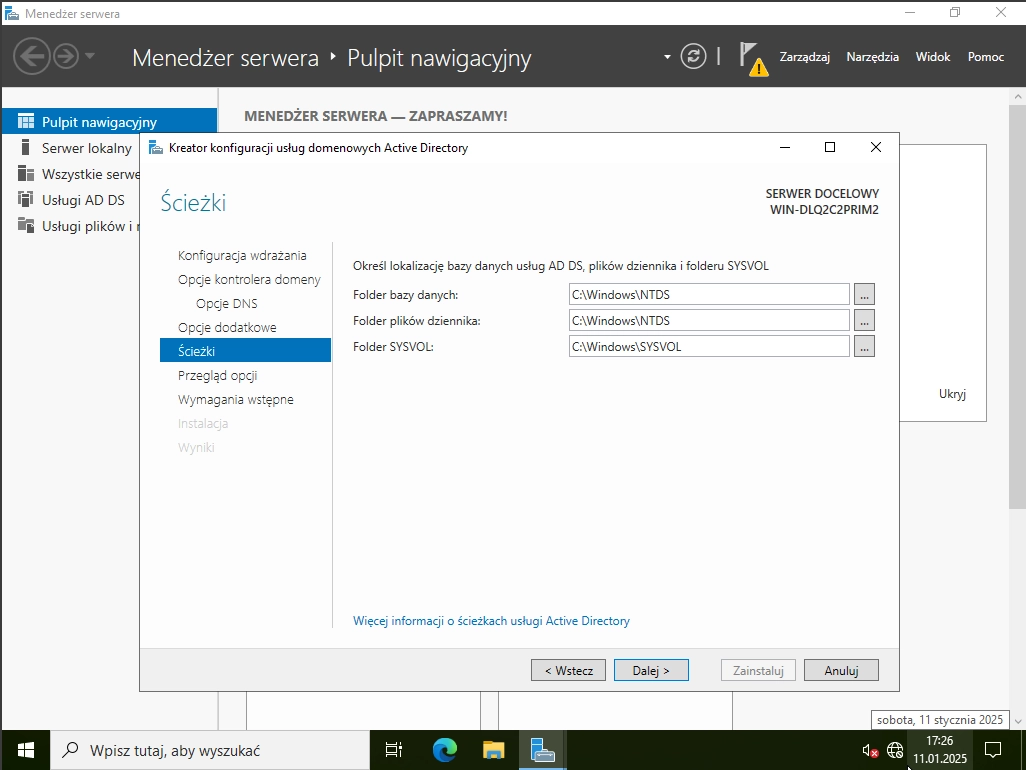 Menedżer serwera
Menedżer serwera
Pulpit nawigacyjny
Zarządzaj
Narzędzia
Widok
Pomoc
Pulpit nawigacyjny
Serwer lokalny
Wszystkie serwe
Usługi AD DS
Usługi plików i
MENEDŻER SERWERA — ZAPRASZAMY!
Ukryj
Kreator konfiguracji usług domenowych Active Directory
Ścieżki
SERWER DOCELOWY
WIN-DLQ2C2PRIM2
Konfiguracja wdrażania
Opcje kontrolera domeny
Opcje DNS
Opcje dodatkowe
Ścieżki
Przegląd opcji
Wymagania wstępne
Instalacja
Wyniki
Określ lokalizację bazy danych usług AD DS, plików dziennika i folderu SYSVOL
Folder bazy danych: C:\Windows\NTDS ...
Folder plików dziennika: C:\Windows\NTDS ...
Folder SYSVOL: C:\Windows\SYSVOL ...
Więcej informacji o ścieżkach usługi Active Directory
< Wstecz
Dalej >
Zainstaluj
Anuluj
sobota, 11 stycznia 2025
Wpisz tutaj, aby wyszukać
17:26
11.01.2025